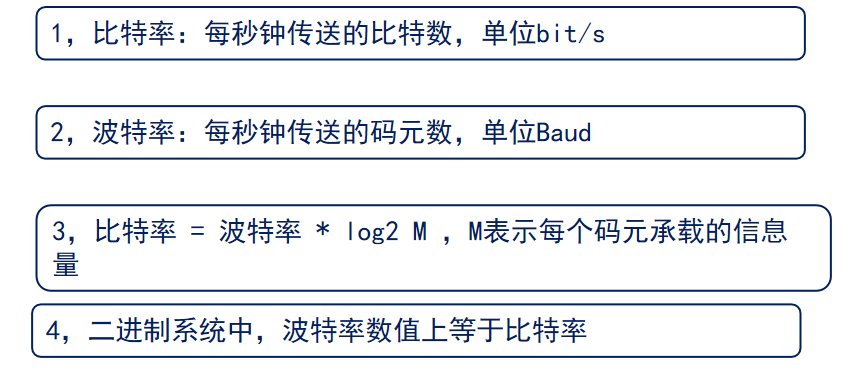 1，比特率：每秒钟传送的比特数，单位bit/s
2，波特率：每秒钟传送的码元数，单位Baud
3，比特率 = 波特率 * log2 M ，M表示每个码元承载的信息
量
4，二进制系统中，波特率数值上等于比特率